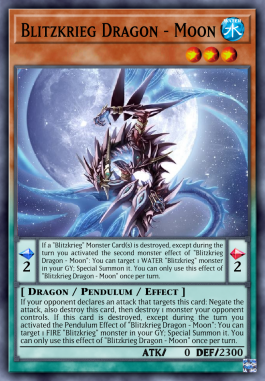 Blitzkrieg Dragon - Moon
WATER
水
If a "Blitzkrieg" Monster Card(s) is destroyed, except during the
turn you activated the second monster effect of "Blitzkrieg
Dragon - Moon": You can target 1 WATER "Blitzkrieg" monster
in your GY; Special Summon it. You can only use this effect of
"Blitzkrieg Dragon - Moon" once per turn.
2
2
[ Dragon / Pendulum / Effect ]
If your opponent declares an attack that targets this card: Negate the
attack, also destroy this card, then destroy 1 monster your opponent
controls. If this card is destroyed, except during the turn you
activated the Pendulum Effect of "Blitzkrieg Dragon - Moon": You can
target 1 FIRE "Blitzkrieg" monster in your GY; Special Summon it. You
can only use this effect of "Blitzkrieg Dragon - Moon" once per turn.
ATK/ 0 DEF/2300